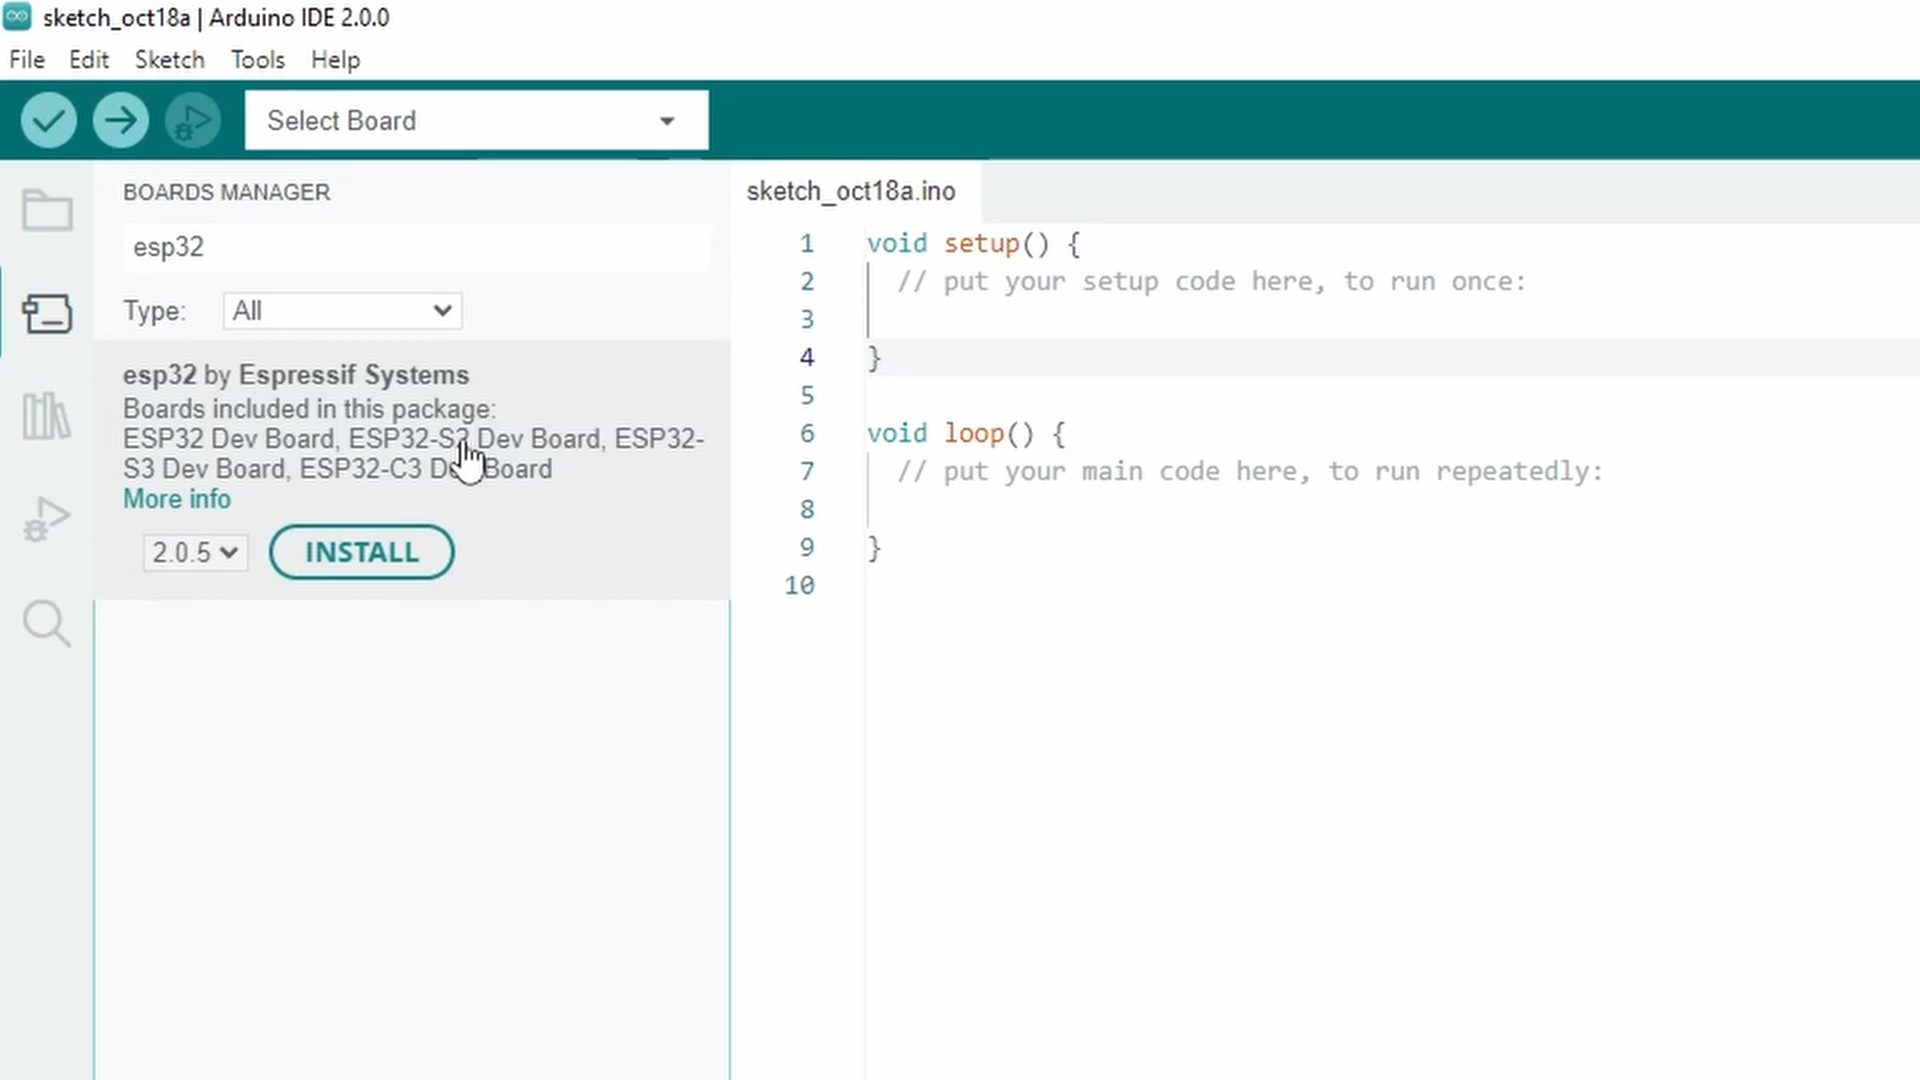 sketch_oct18a | Arduino IDE 2.0.0
File Edit Sketch Tools Help
Select Board
BOARDS MANAGER
esp32
Type: All
esp32 by Espressif Systems
Boards included in this package:
ESP32 Dev Board, ESP32-S2 Dev Board, ESP32-
S3 Dev Board, ESP32-C3 Dev Board
More info
2.0.5 INSTALL
sketch_oct18a.ino
1 void setup() {
2 // put your setup code here, to run once:
3
4 }
5
6 void loop() {
7 // put your main code here, to run repeatedly:
8
9 }
10